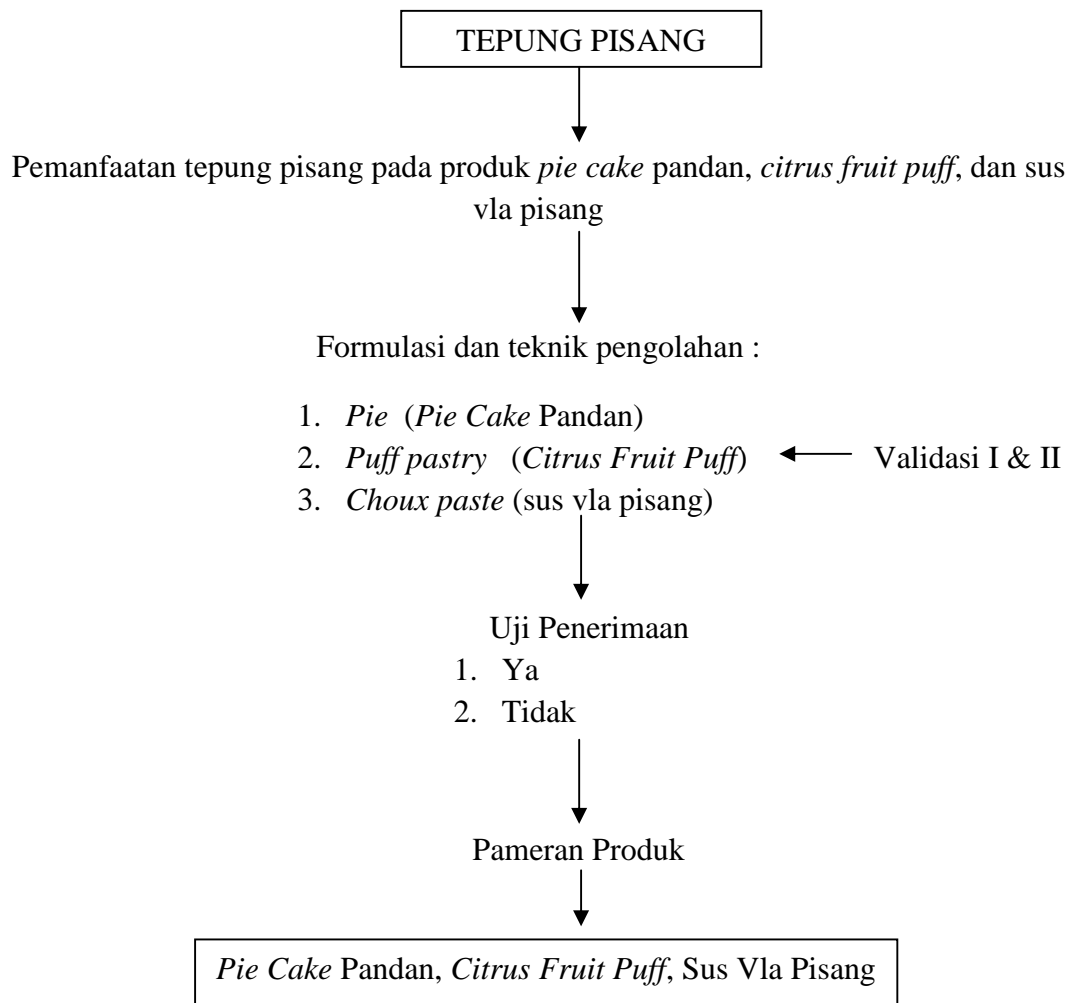 TEPUNG PISANG
Pemanfaatan tepung pisang pada produk pie cake pandan, citrus fruit puff, dan sus
vla pisang
Formulasi dan teknik pengolahan :
1. Pie (Pie Cake Pandan)
2. Puff pastry (Citrus Fruit Puff)
Validasi I & II
3. Choux paste (sus vla pisang)
Uji Penerimaan
1. Ya
2. Tidak
Pameran Produk
Pie Cake Pandan, Citrus Fruit Puff, Sus Vla Pisang